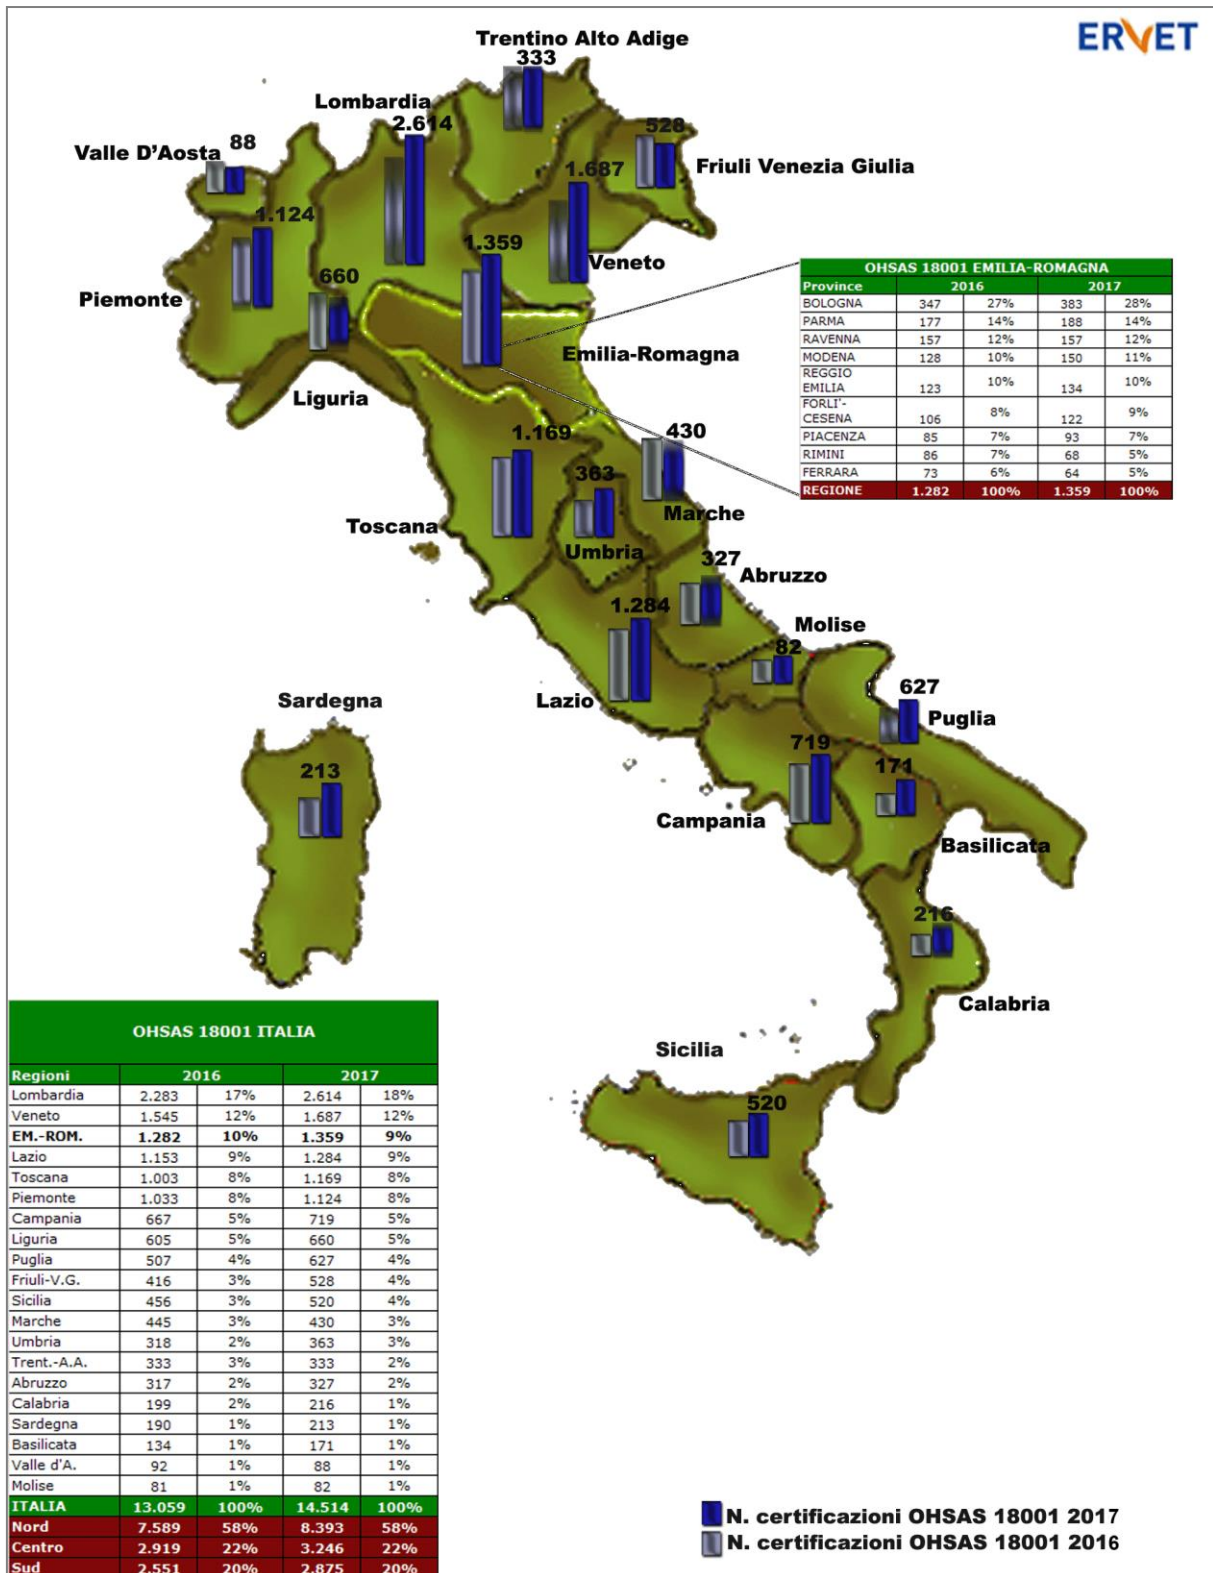 ERVET
Trentino Alto Adige
333
Lombardia
2.614
528
88
Valle D'Aosta
Friuli Venezia Giulia
1.687
1.124
1.359
660
Veneto
Piemonte
Emilia-Romagna
Liguria
OHSAS 18001 EMILIA-ROMAGNA
Province 2016 2017
BOLOGNA 347 27% 383 28%
PARMA 177 14% 188 14%
RAVENNA 157 12% 157 12%
MODENA 128 10% 150 11%
REGGIO
EMILIA 123 10% 134 10%
FORLI'-
CESENA 106 8% 122 9%
PIACENZA 85 7% 93 7%
RIMINI 86 7% 68 5%
FERRARA 73 6% 64 5%
REGIONE 1.282 100% 1.359 100%
1.169
430
363
Toscana
Marche
Umbria
327
Abruzzo
1.284
Molise
82
Lazio
Sardegna
627
Puglia
719
213
171
Campania
Basilicata
216
Calabria
Sicilia
520
OHSAS 18001 ITALIA
Regioni 2016 2017
Lombardia 2.283 17% 2.614 18%
Veneto 1.545 12% 1.687 12%
EM.-ROM. 1.282 10% 1.359 9%
Lazio 1.153 9% 1.284 9%
Toscana 1.003 8% 1.169 8%
Piemonte 1.033 8% 1.124 8%
Campania 667 5% 719 5%
Liguria 605 5% 660 5%
Puglia 507 4% 627 4%
Friuli-V.G. 416 3% 528 4%
Sicilia 456 3% 520 4%
Marche 445 3% 430 3%
Umbria 318 2% 363 3%
Trent.-A.A. 333 3% 333 2%
Abruzzo 317 2% 327 2%
Calabria 199 2% 216 1%
Sardegna 190 1% 213 1%
Basilicata 134 1% 171 1%
Valle d'A. 92 1% 88 1%
Molise 81 1% 82 1%
ITALIA 13.059 100% 14.514 100%
Nord 7.589 58% 8.393 58%
Centro 2.919 22% 3.246 22%
Sud 2.551 20% 2.875 20%
N. certificazioni OHSAS 18001 2017
N. certificazioni OHSAS 18001 2016